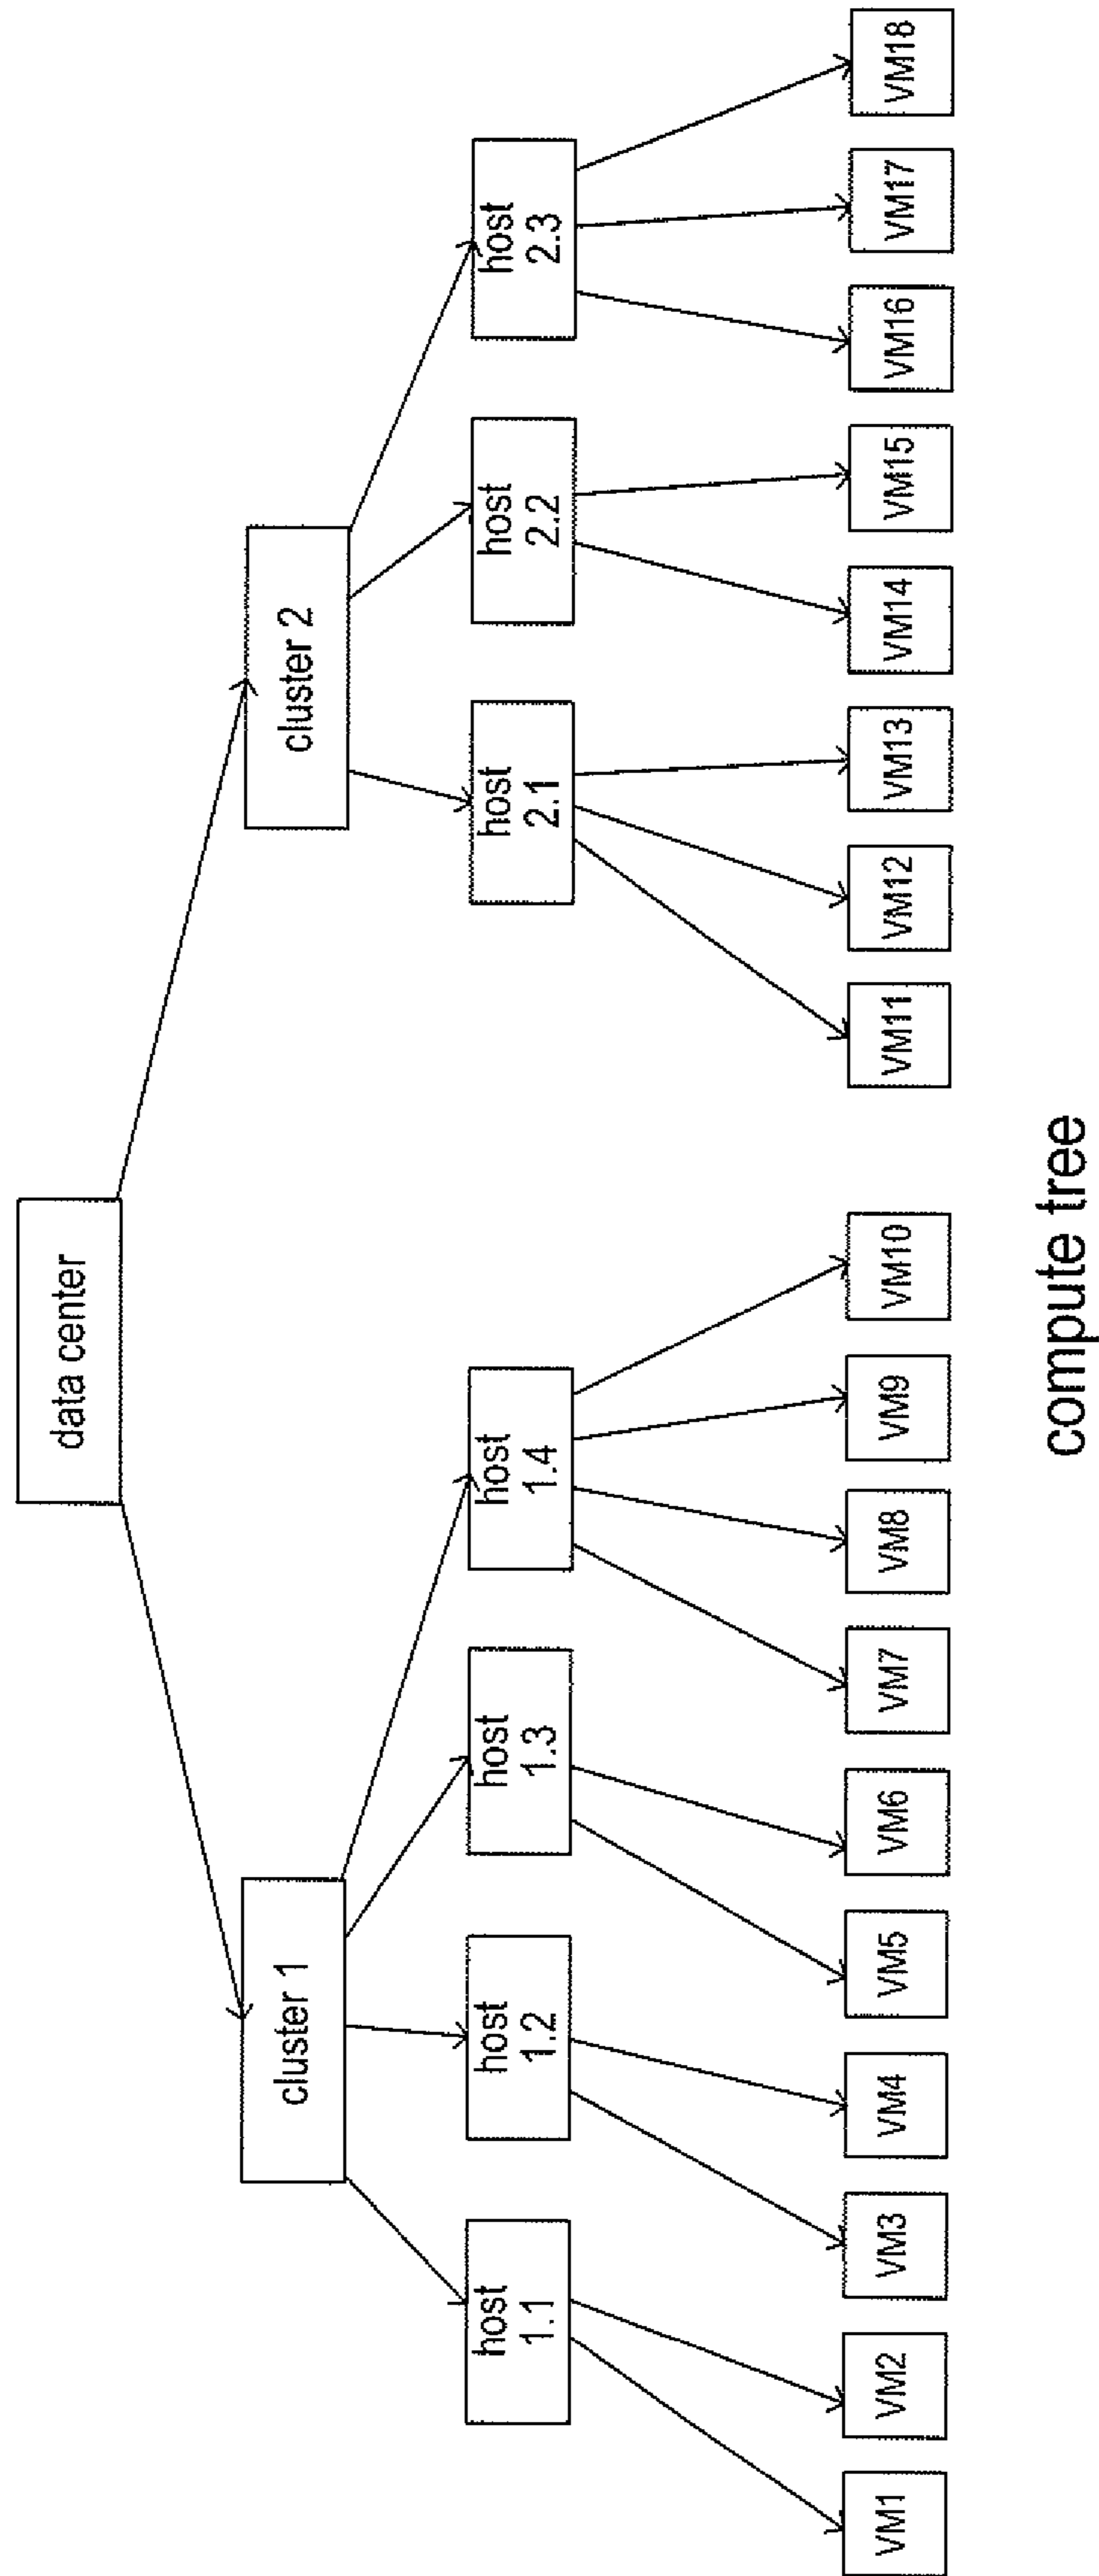 data center
cluster 1
cluster 2
host
1.1
host
1.2
host
1.3
host
1.4
host
2.1
host
2.2
host
2.3
VM1
VM2
VM3
VM4
VM5
VM6
VM7
VM8
VM9
VM10
VM11
VM12
VM13
VM14
VM15
VM16
VM17
VM18
compute tree